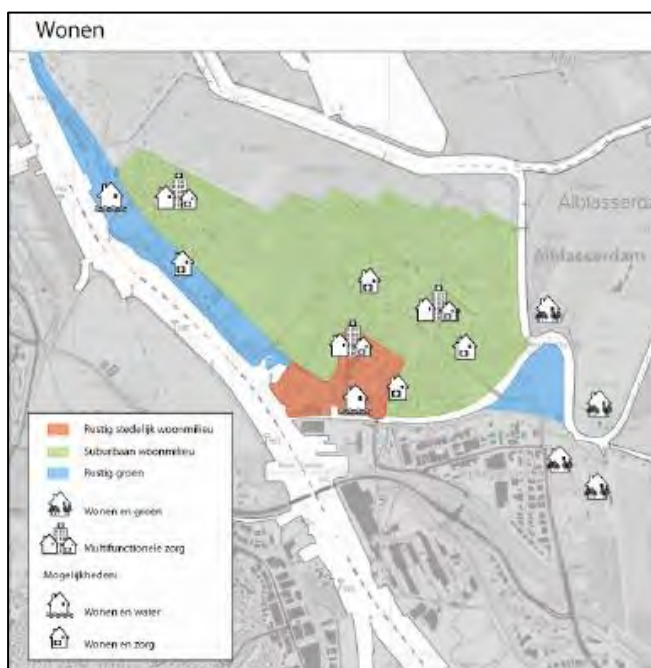 Wonen
Alblasserda
Alblasserdam
Rustig stedelijk woonmilieu
Suburbaan woonmilieu
Rustig groen
Wonen en groen
Multifunctionele zorg
Mogelijkheden:
Wonen en water
Wonen en zorg